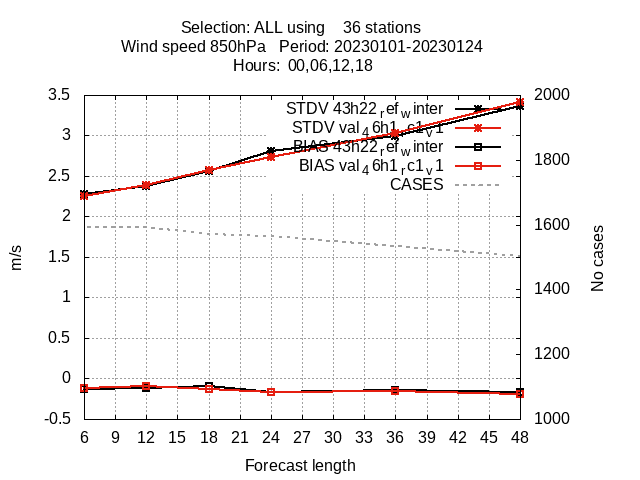 Selection: ALL using 36 stations
Wind speed 850hPa Period: 20230101-20230124
Hours: 00,06,12,18
3.5
3
2.5
2
1.5
1
0.5
0
-0.5
m/s
STDV 43h22_ref_winter
STDV val_46h1_rc1_v1
BIAS 43h22_ref_winter
BIAS val_46h1_rc1_v1
CASES
2000
1800
1600
1400
1200
1000
No cases
6 9 12 15 18 21 24 27 30 33 36 39 42 45 48
Forecast length